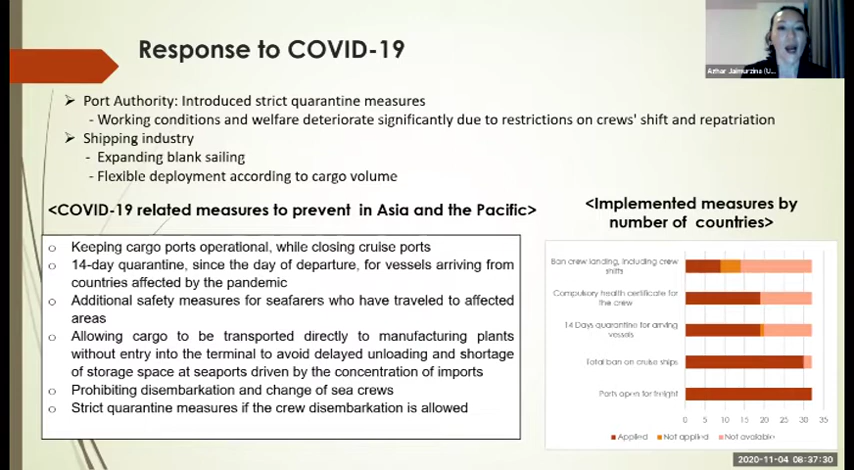 Response to COVID-19
Azhar Jaimurzina (U...
➢ Port Authority: Introduced strict quarantine measures
- Working conditions and welfare deteriorate significantly due to restrictions on crews' shift and repatriation
➢ Shipping industry
- Expanding blank sailing
- Flexible deployment according to cargo volume
<COVID-19 related measures to prevent in Asia and the Pacific>
o Keeping cargo ports operational, while closing cruise ports
o 14-day quarantine, since the day of departure, for vessels arriving from
countries affected by the pandemic
o Additional safety measures for seafarers who have traveled to affected
areas
o Allowing cargo to be transported directly to manufacturing plants
without entry into the terminal to avoid delayed unloading and shortage
of storage space at seaports driven by the concentration of imports
o Prohibiting disembarkation and change of sea crews
o Strict quarantine measures if the crew disembarkation is allowed
<Implemented measures by
number of countries>
Ban crew landing, including crew
shifts
Compulsory health certificate for
the crew
14 Days quarantine for arriving
vessels
Total ban on cruise ships
Ports open for freight
0 5 10 15 20 25 30 35
Applied Not applied Not available
2020-11-04 08:37:30